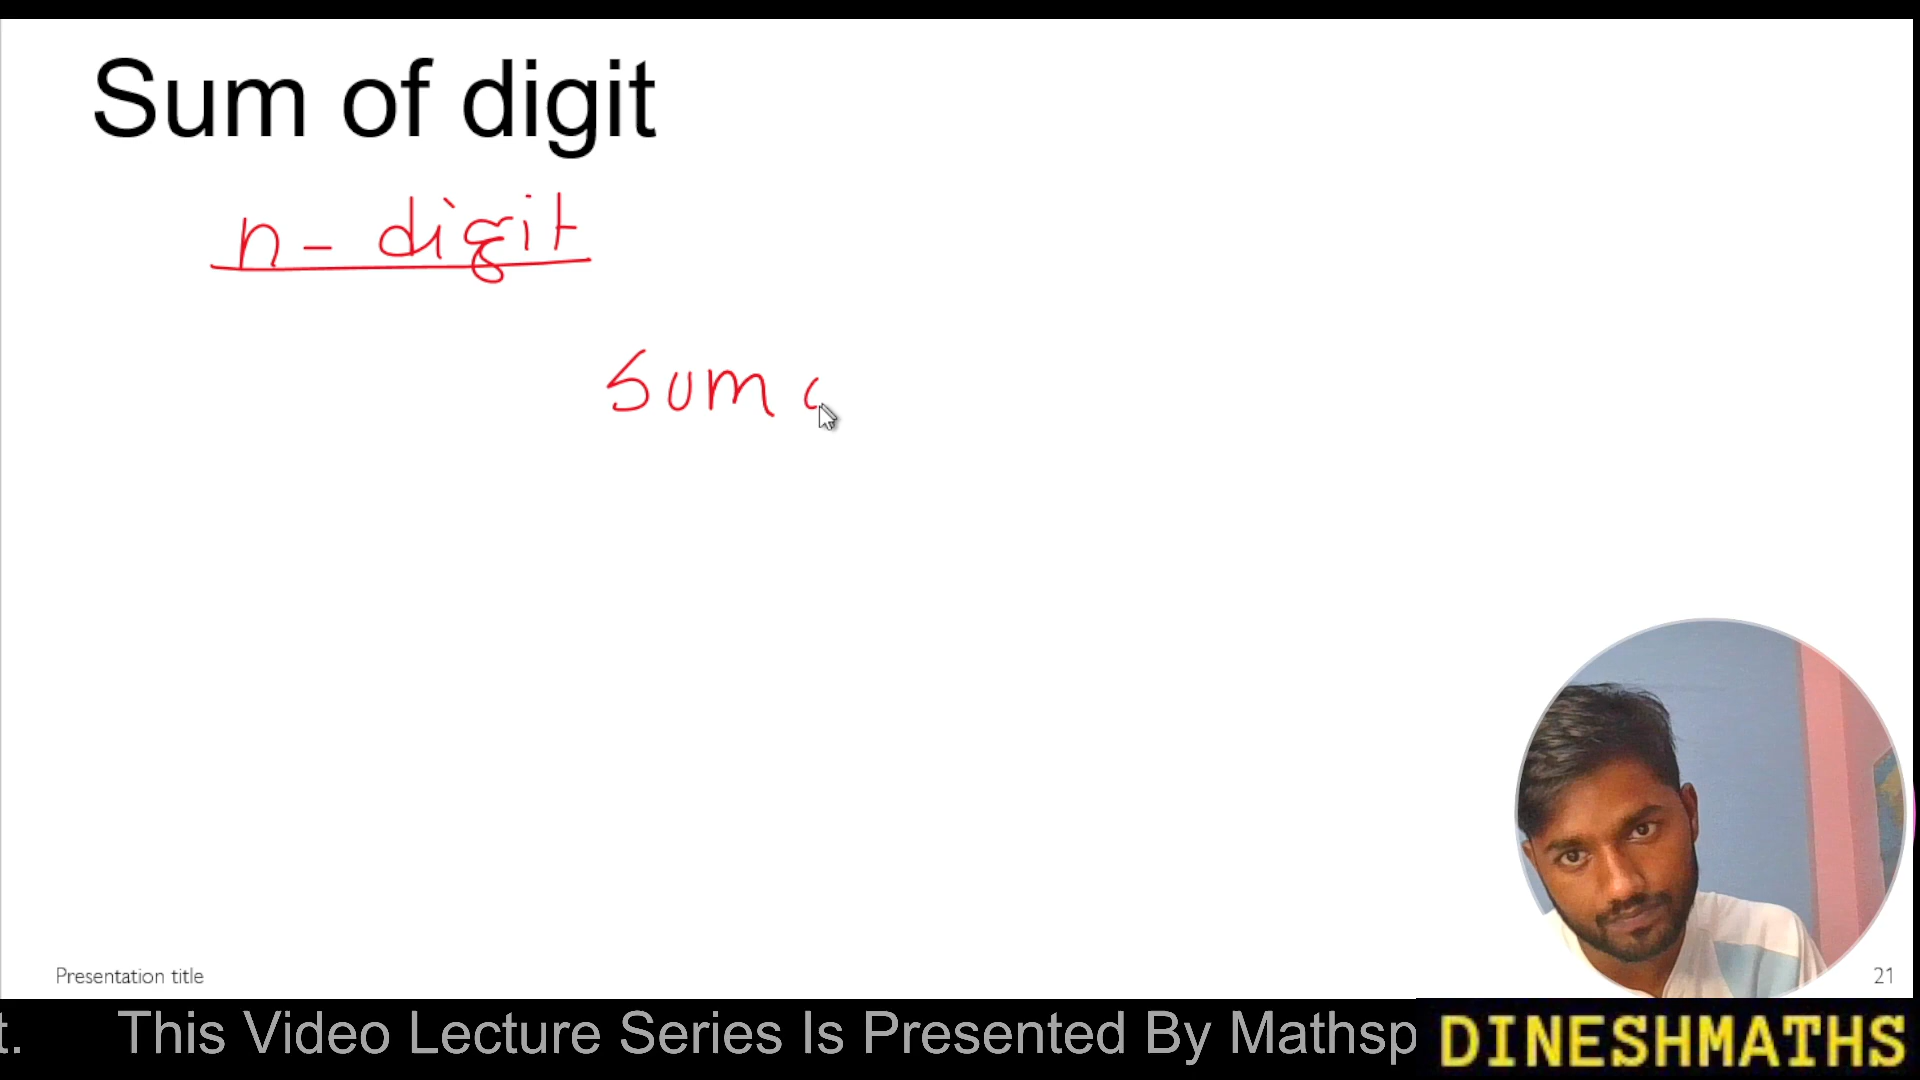 Sum of digit
n - digit
Sum
Presentation title
21
t. This Video Lecture Series Is Presented By Mathsp
DINESHMATHS